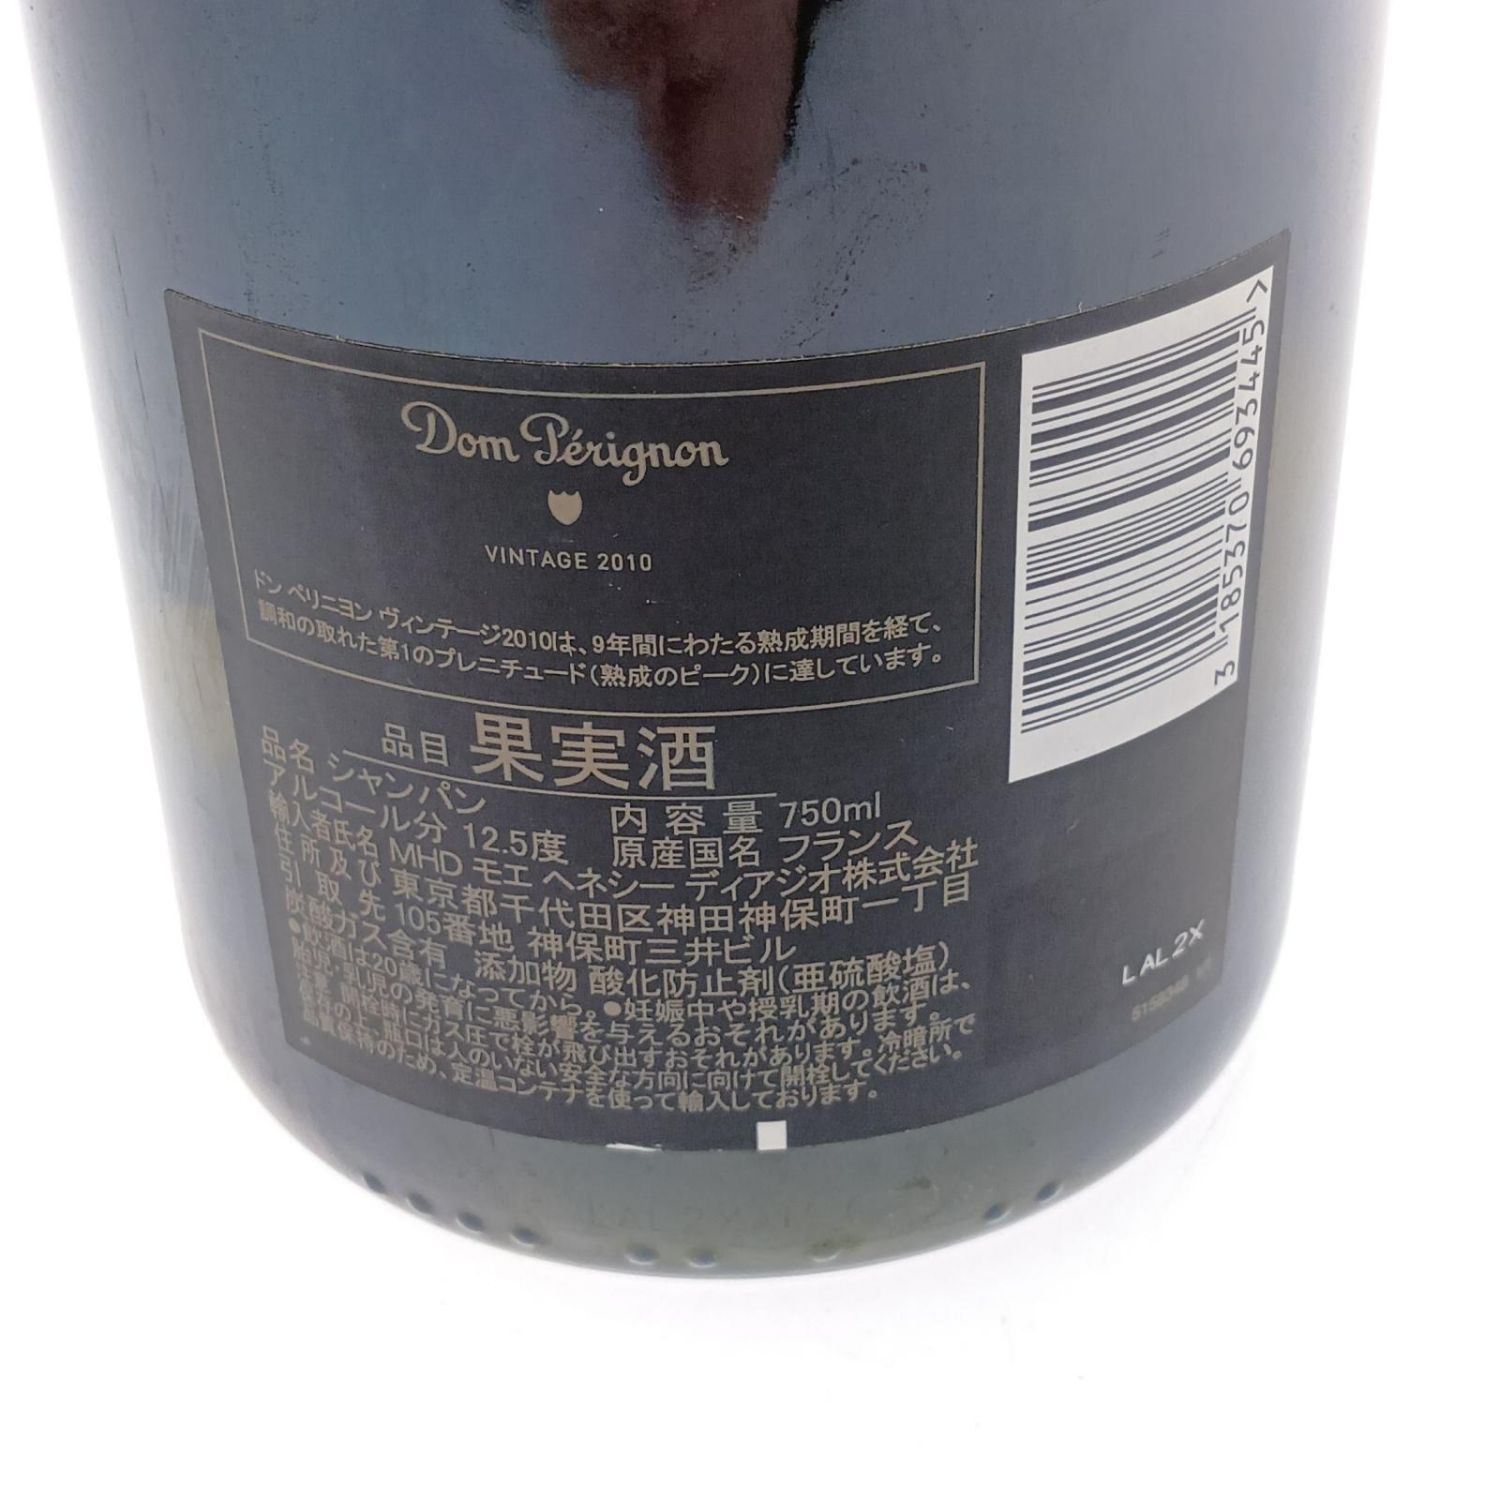 Dom Pérignon
VINTAGE 2010
ドン ペリニヨン ヴィンテージ2010は、9年間にわたる熟成期間を経て、
調和の取れた第1のプレニチュード(熟成のピーク)に達しています。
品目 果実酒
品名 シャンパン 内容量 750ml
アルコール分 12.5度 原産国名 フランス
輸入者氏名 MHD モエ ヘネシー ディアジオ株式会社
住所及び 東京都千代田区神田神保町一丁目
引取先 105番地 神保町三井ビル
炭酸ガス含有 添加物 酸化防止剤(亜硫酸塩)
●飲酒は20歳になってから。●妊娠中や授乳期の飲酒は、
胎児・乳児の発育に悪影響を与えるおそれがあります。
注意 開栓時にガス圧で栓が飛び出すおそれがあります。冷暗所で
保存の上、瓶口は人のいない安全な方向に向けて開栓してください。
品質保持のため、定温コンテナを使って輸入しております。
3 185370 693445 >
LAL2X